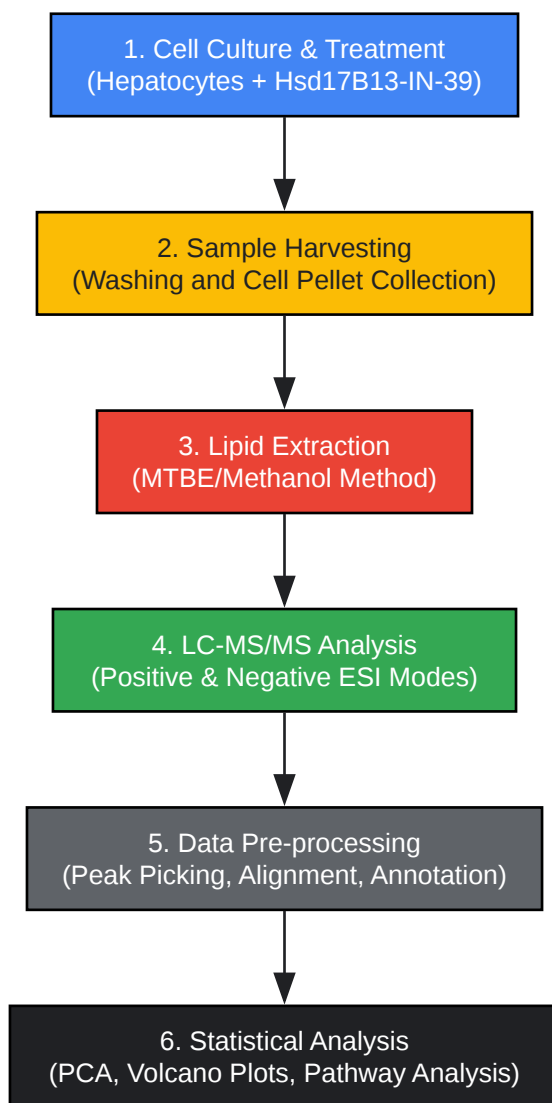 1. Cell Culture & Treatment
(Hepatocytes + Hsd17B13-IN-39)
2. Sample Harvesting
(Washing and Cell Pellet Collection)
3. Lipid Extraction
(MTBE/Methanol Method)
4. LC-MS/MS Analysis
(Positive & Negative ESI Modes)
5. Data Pre-processing
(Peak Picking, Alignment, Annotation)
6. Statistical Analysis
(PCA, Volcano Plots, Pathway Analysis)